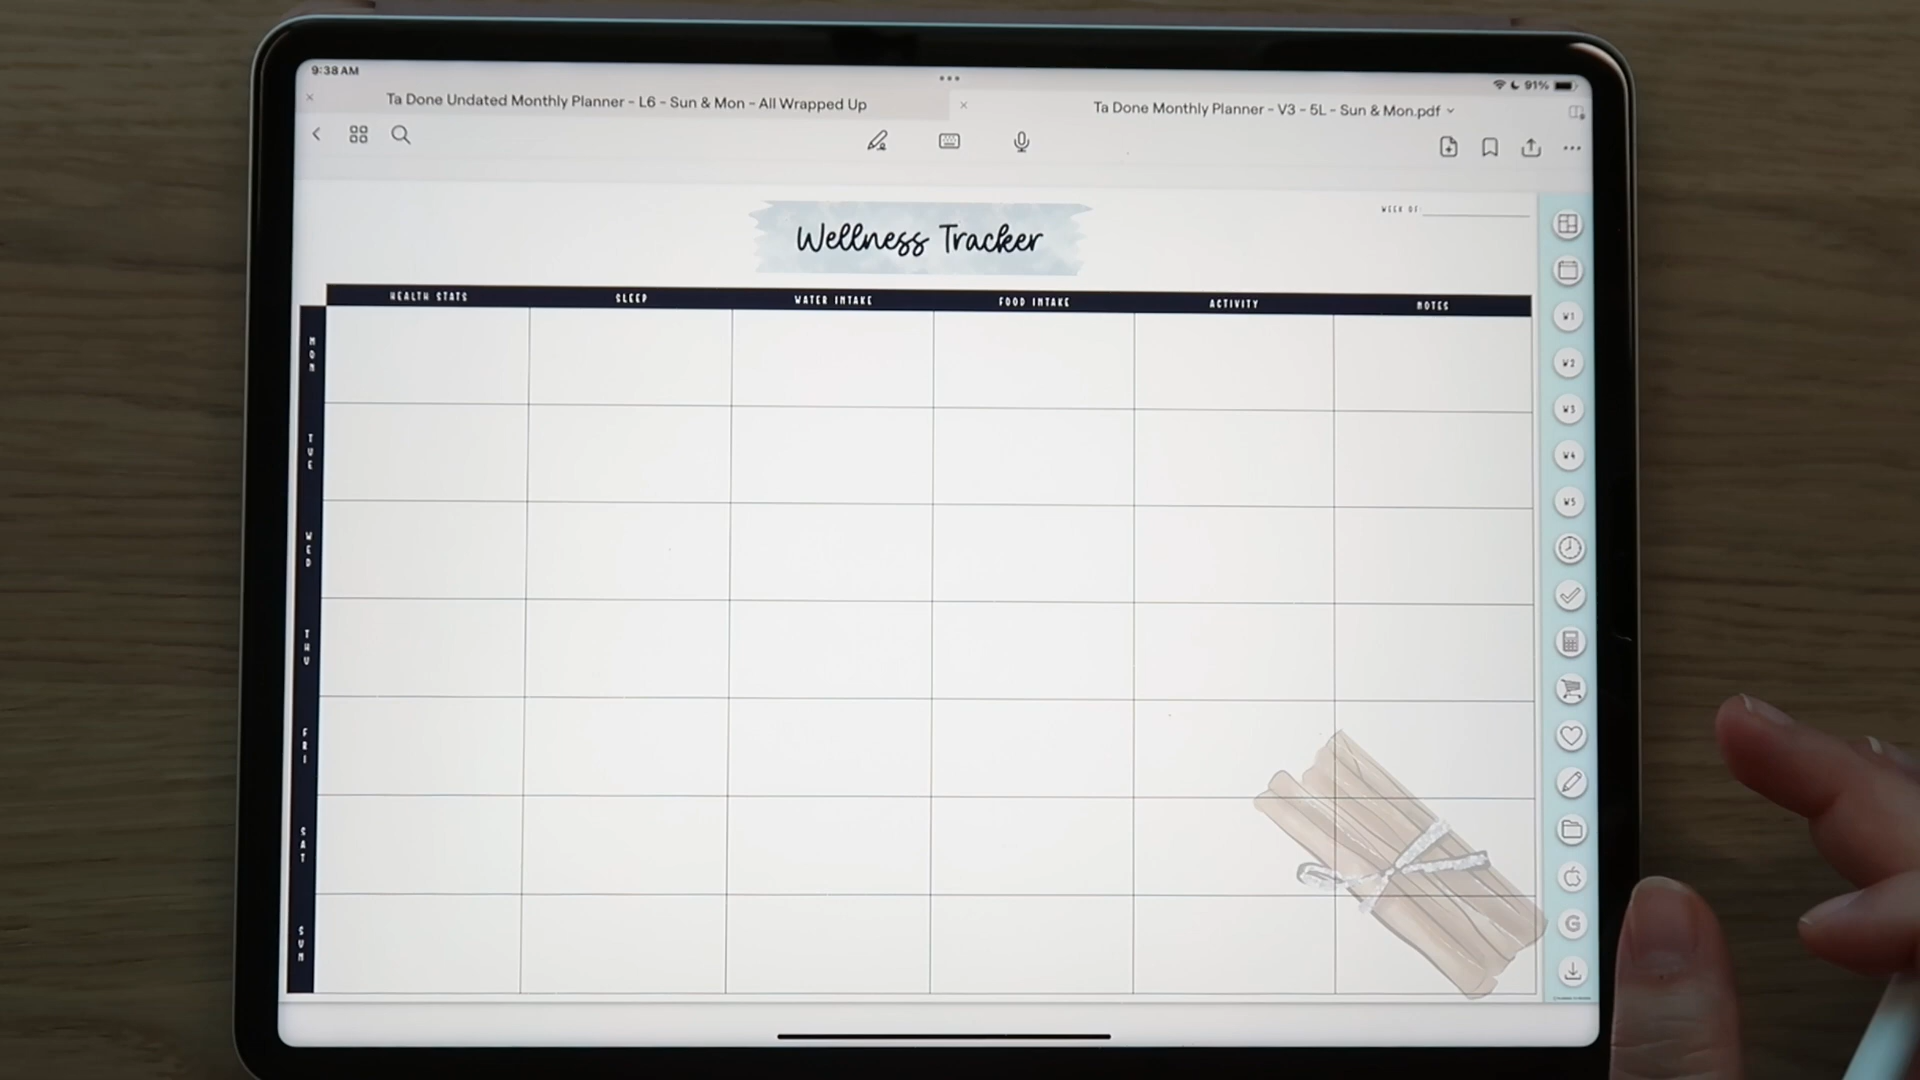 9:38 AM
91%
Ta Done Undated Monthly Planner - L6 - Sun & Mon - All Wrapped Up
Ta Done Monthly Planner - V3 - 5L - Sun & Mon.pdf
Wellness Tracker
WEEK OF
HEALTH STATS SLEEP WATER INTAKE FOOD INTAKE ACTIVITY NOTES
MON
TUE
WED
THU
FRI
SAT
SUN
W1
W2
W3
W4
W5
G